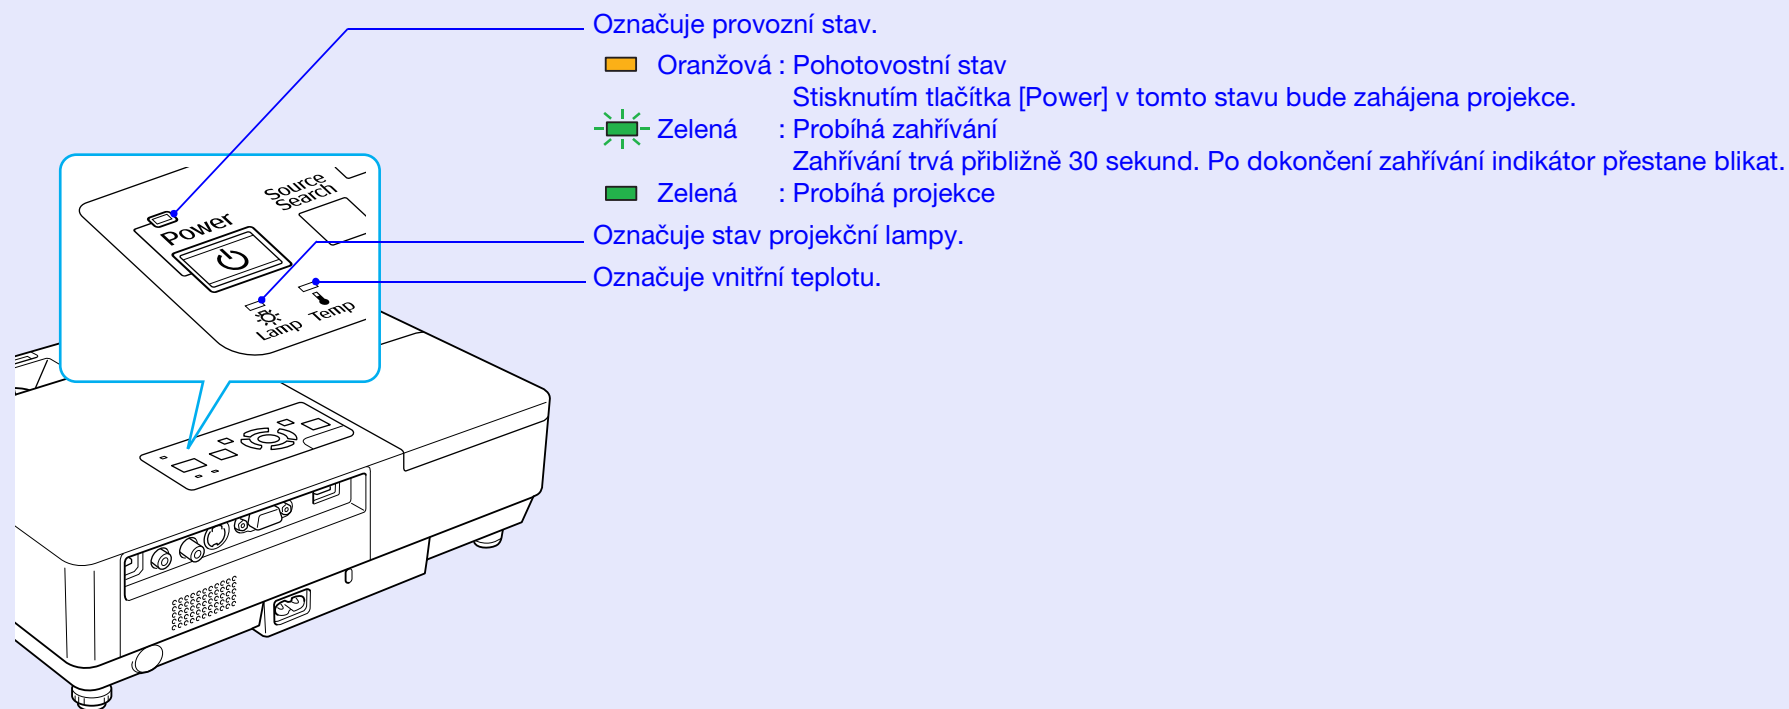 Označuje provozní stav.
Oranžová : Pohotovostní stav
Stisknutím tlačítka [Power] v tomto stavu bude zahájena projekce.
Zelená : Probíhá zahřívání
Zahřívání trvá přibližně 30 sekund. Po dokončení zahřívání indikátor přestane blikat.
Zelená : Probíhá projekce
Označuje stav projekční lampy.
Označuje vnitřní teplotu.
Source
Search
Power
Lamp
Temp